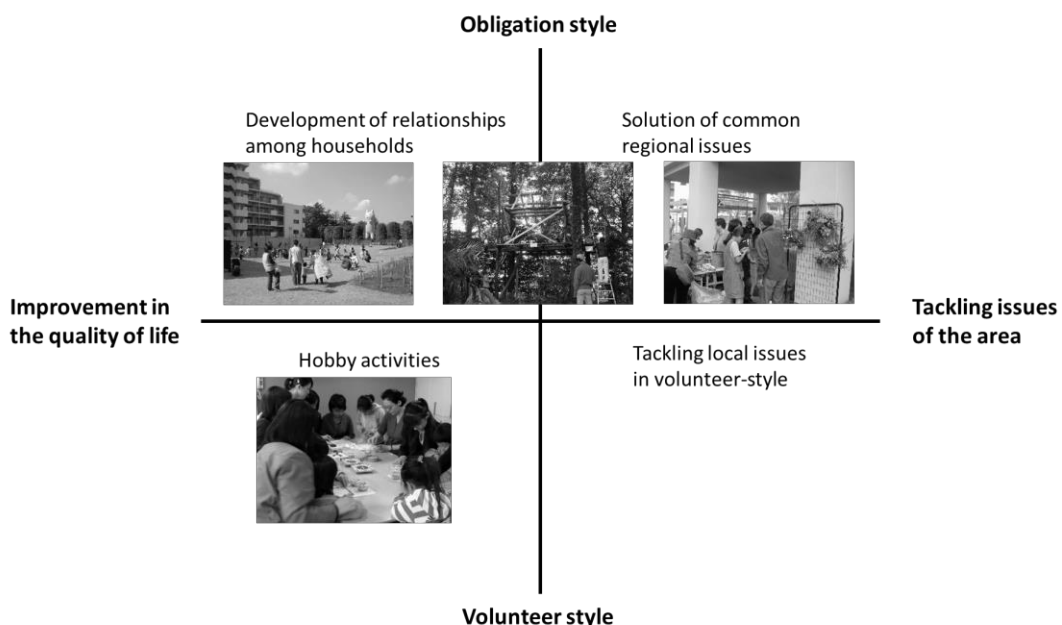 Obligation style
Development of relationships
among households
Solution of common
regional issues
Improvement in
the quality of life
Tackling issues
of the area
Hobby activities
Tackling local issues
in volunteer-style
Volunteer style